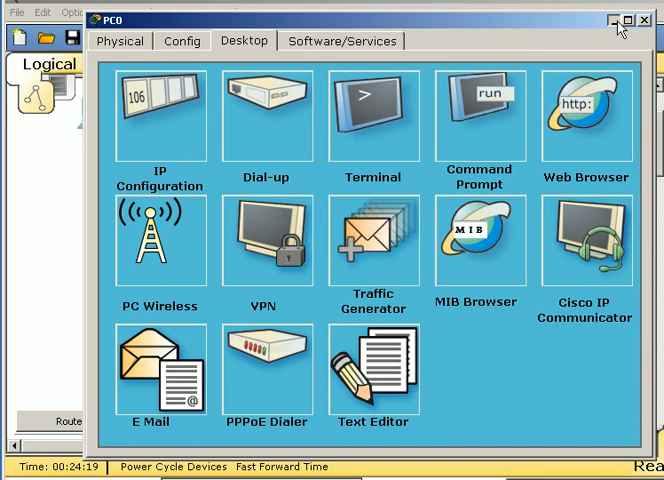 PC0
File Edit Optio
Physical Config Desktop Software/Services
Logical
106
>
run
http:
IP Configuration
Dial-up
Terminal
Command Prompt
Web Browser
MIB
PC Wireless
VPN
Traffic Generator
MIB Browser
Cisco IP Communicator
@
E Mail
PPPoE Dialer
Text Editor
Route
Time: 00:24:19 Power Cycle Devices Fast Forward Time
Rea